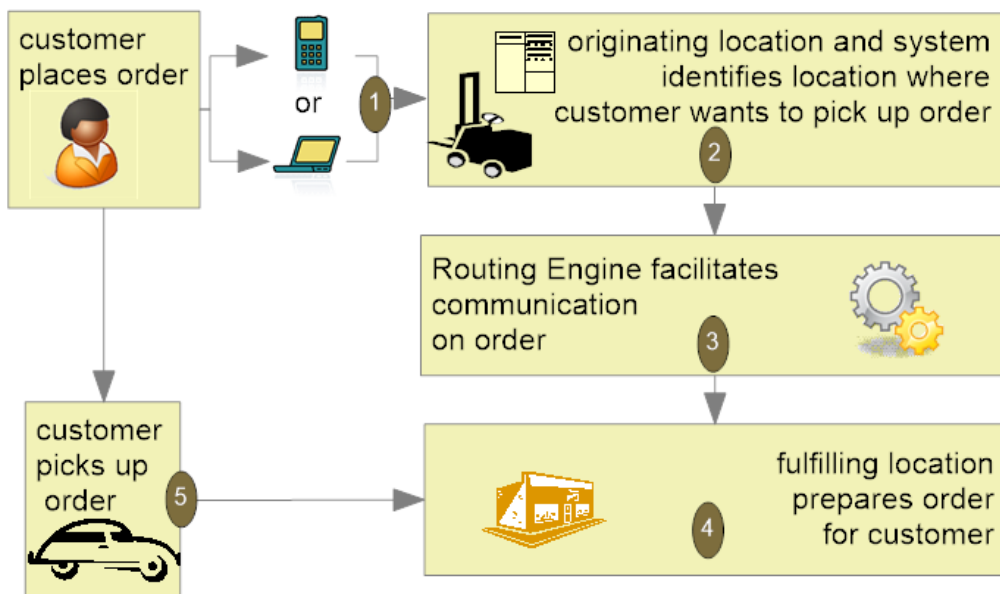 customer
places order
or
1
originating location and system
identifies location where
customer wants to pick up order
2
Routing Engine facilitates
communication
on order
3
fulfilling location
prepares order
for customer
4
customer
picks up
order
5